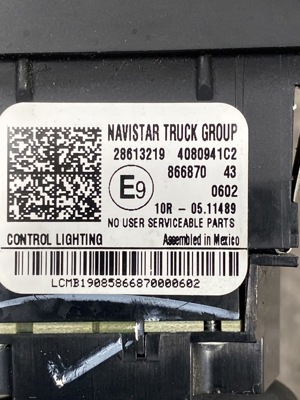 NAVISTAR TRUCK GROUP
28613219 4080941C2
866870 43
E9 0602
10R - 05.11489
NO USER SERVICEABLE PARTS
CONTROL LIGHTING Assembled in Mexico
LCMB19085866870000602